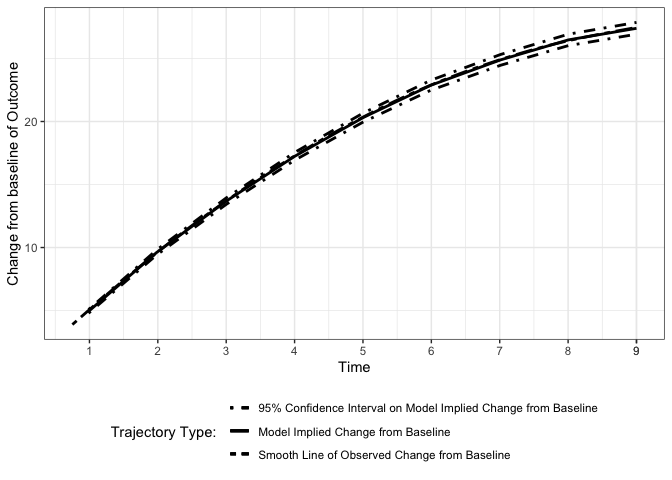 Change from baseline of Outcome
20
10
1 2 3 4 5 6 7 8 9
Time
Trajectory Type:
95% Confidence Interval on Model Implied Change from Baseline
Model Implied Change from Baseline
Smooth Line of Observed Change from Baseline